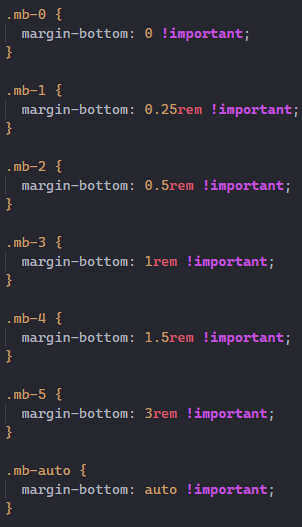 .mb-0 {
  margin-bottom: 0 !important;
}

.mb-1 {
  margin-bottom: 0.25rem !important;
}

.mb-2 {
  margin-bottom: 0.5rem !important;
}

.mb-3 {
  margin-bottom: 1rem !important;
}

.mb-4 {
  margin-bottom: 1.5rem !important;
}

.mb-5 {
  margin-bottom: 3rem !important;
}

.mb-auto {
  margin-bottom: auto !important;
}